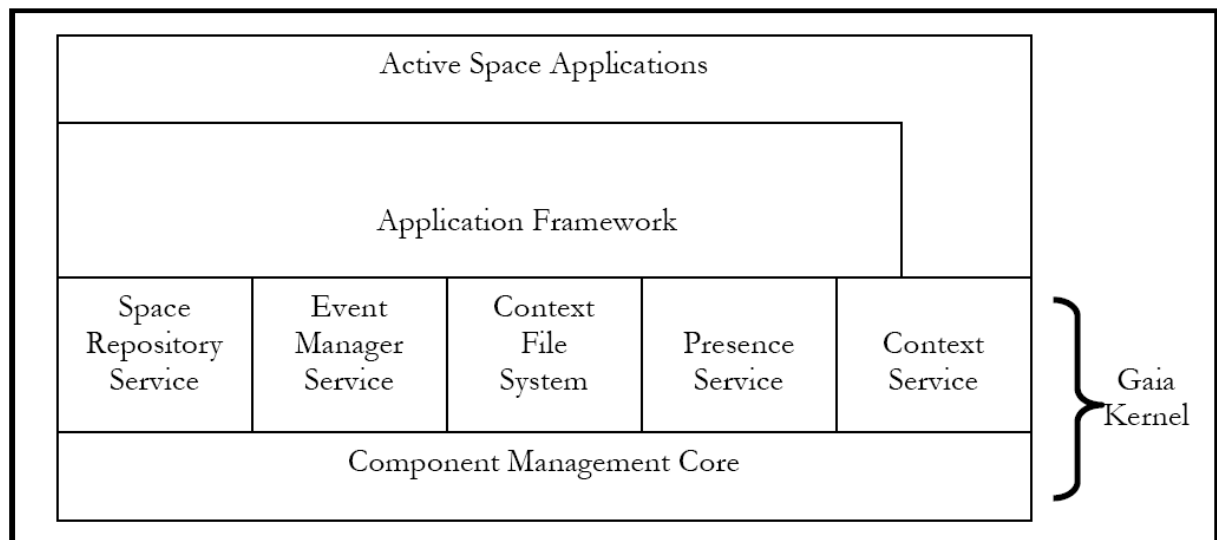 Active Space Applications
Application Framework
Space
Repository
Service
Event
Manager
Service
Context
File
System
Presence
Service
Context
Service
Gaia
Kernel
Component Management Core